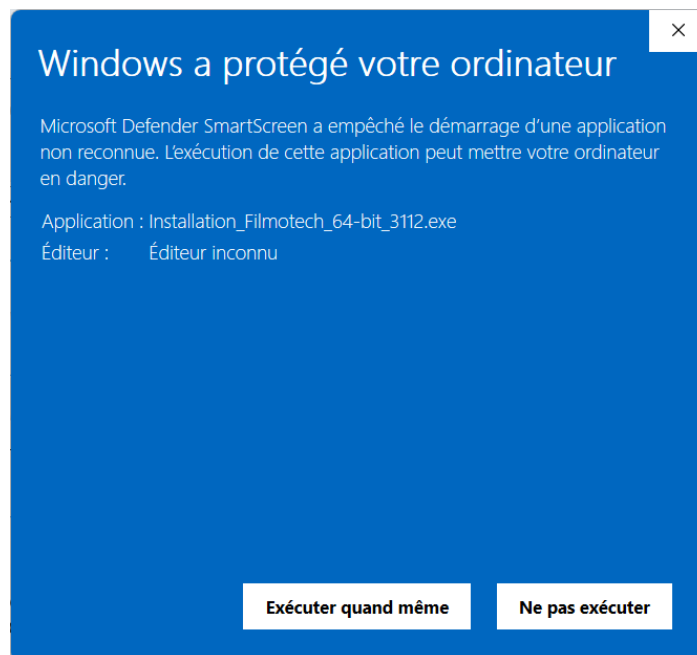 Windows a protégé votre ordinateur
Microsoft Defender SmartScreen a empêché le démarrage d’une application
non reconnue. L’exécution de cette application peut mettre votre ordinateur
en danger.
Application : Installation_Filmotech_64-bit_3112.exe
Éditeur : Éditeur inconnu
Exécuter quand même Ne pas exécuter